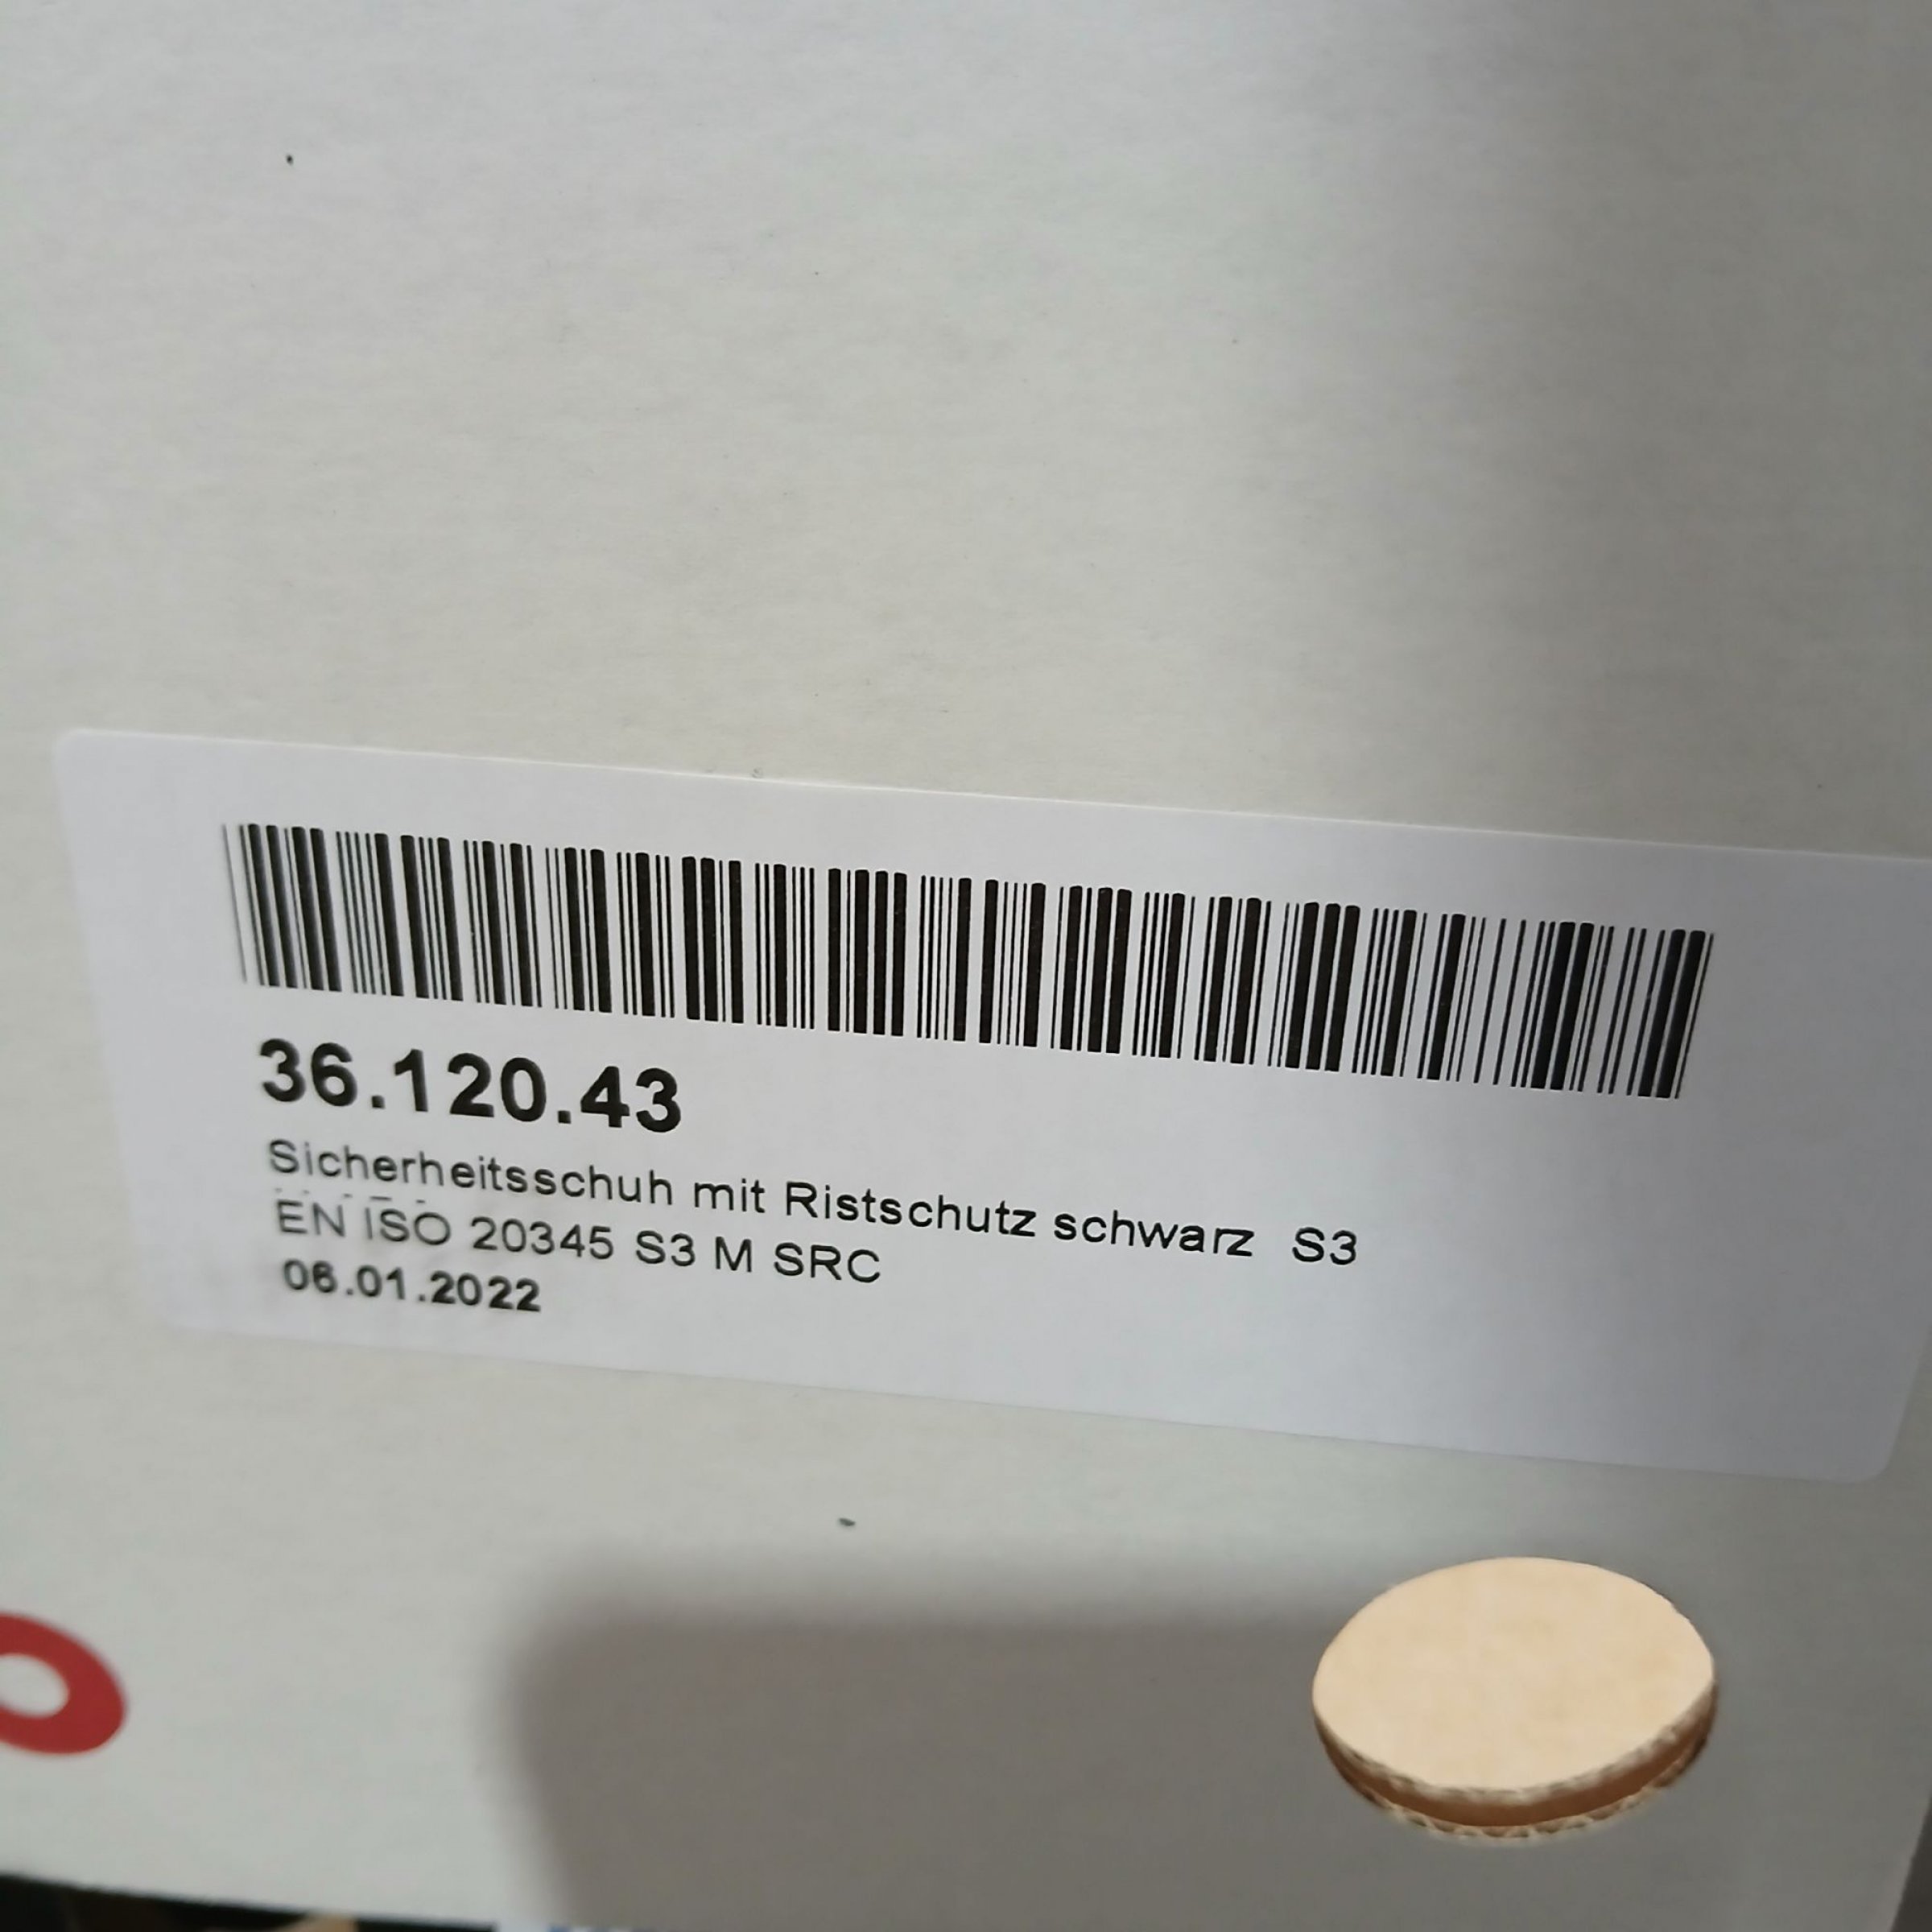 36.120.43
Sicherheitsschuh mit Ristschutz schwarz S3
EN ISO 20345 S3 M SRC
06.01.2022